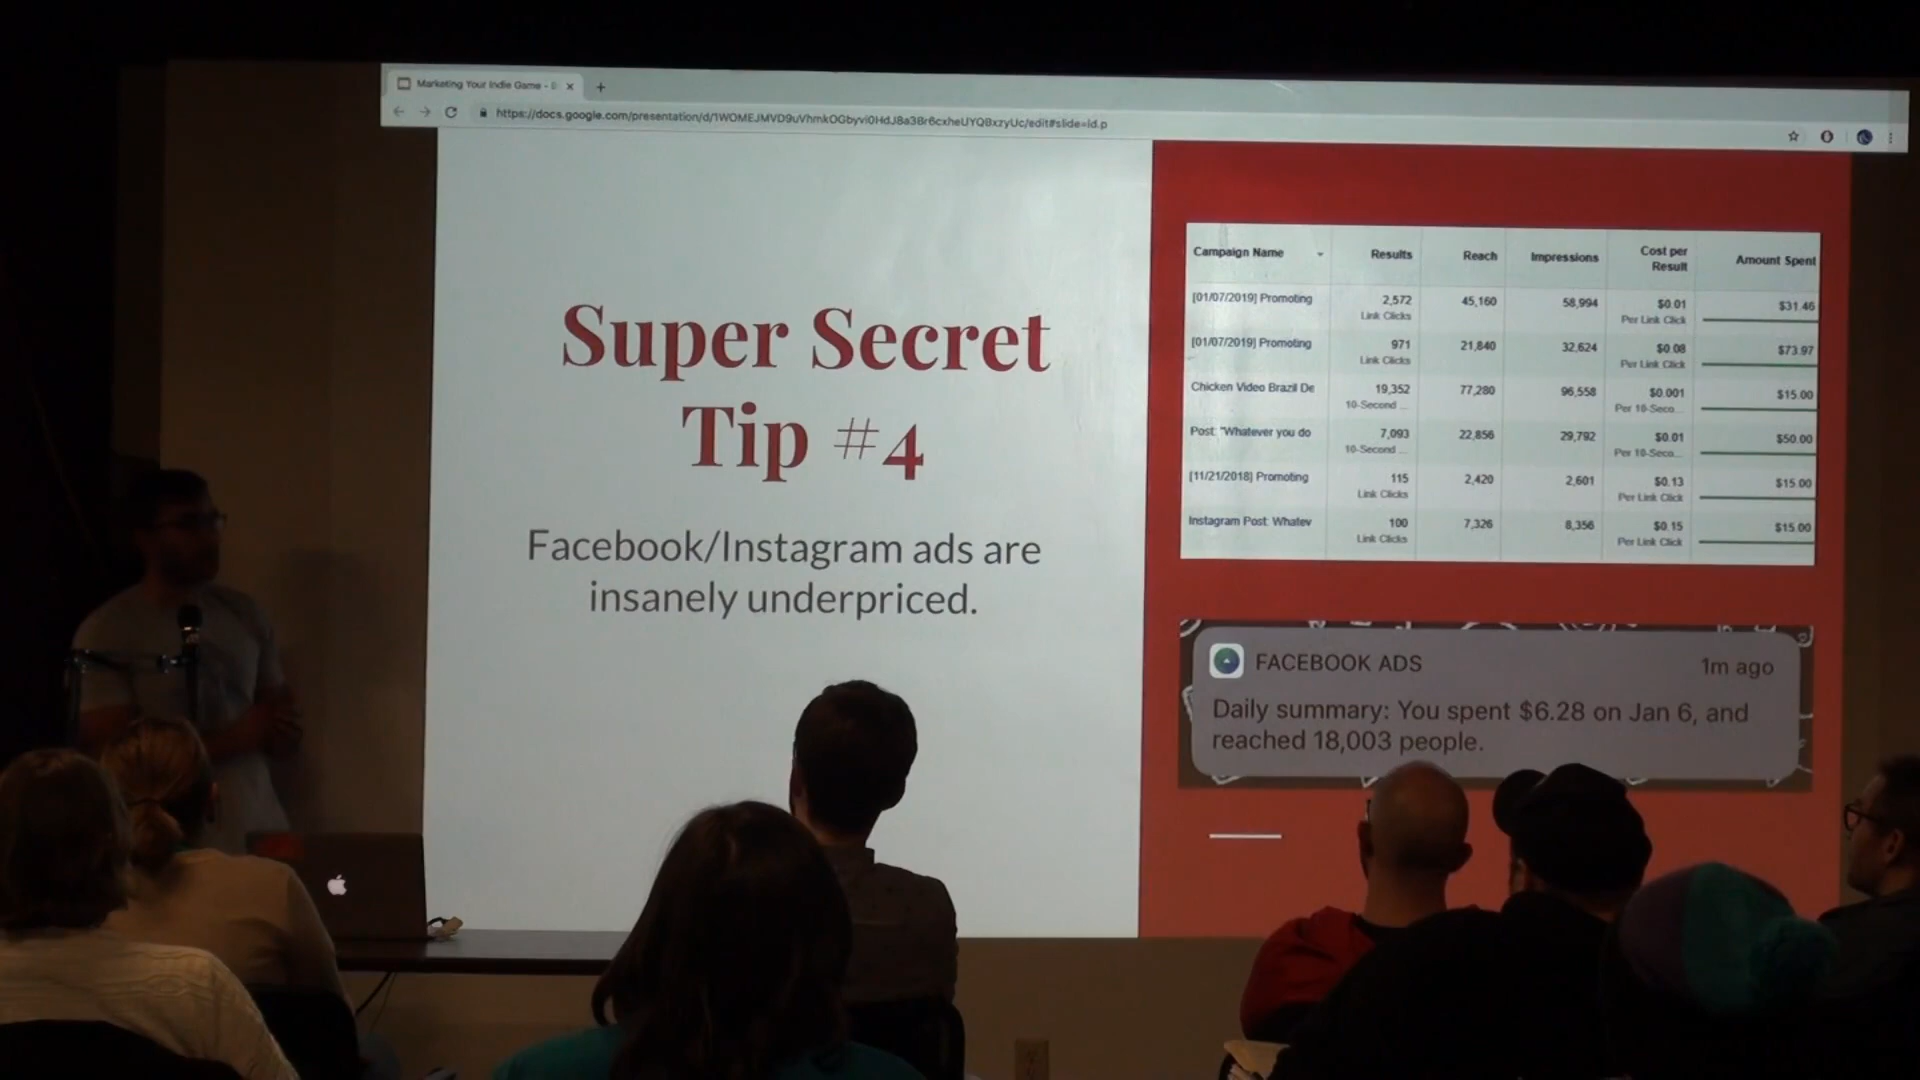 Marketing Your Indie Game -
https://docs.google.com/presentation/d/1WOMEJMVD9uVhmkOGbyvi0HdJ8a3Br6cxheUYQBxzyUc/edit#slide=id.p
Super Secret
Tip #4
Facebook/Instagram ads are
insanely underpriced.
Campaign Name Results Reach Impressions Cost per Result Amount Spent
[01/07/2019] Promoting 2,572 45,160 58,994 $0.01 $31.46
Link Clicks Per Link Click
[01/07/2019] Promoting 971 21,840 32,624 $0.08 $73.97
Link Clicks Per Link Click
Chicken Video Brazil De 19,352 77,280 96,558 $0.001 $15.00
10-Second ... Per 10-Seco...
Post: "Whatever you do 7,093 22,856 29,792 $0.01 $50.00
10-Second ... Per 10-Seco...
[11/21/2018] Promoting 115 2,420 2,601 $0.13 $15.00
Link Clicks Per Link Click
Instagram Post: Whatev 100 7,326 8,356 $0.15 $15.00
Link Clicks Per Link Click
FACEBOOK ADS 1m ago
Daily summary: You spent $6.28 on Jan 6, and
reached 18,003 people.